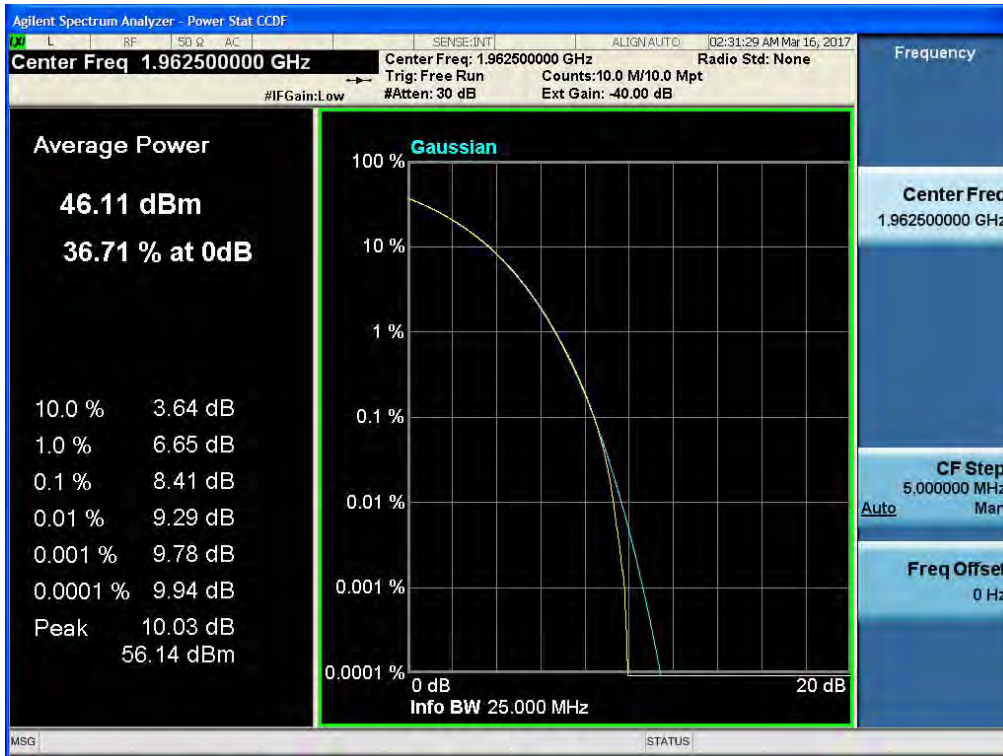 Agilent Spectrum Analyzer - Power Stat CCDF
LXI L RF 50 Ω AC SENSE:INT ALIGN AUTO 02:31:29 AM Mar 16, 2017
Center Freq 1.962500000 GHz
Center Freq: 1.962500000 GHz Radio Std: None
Trig: Free Run Counts:10.0 M/10.0 Mpt
#IFGain:Low #Atten: 30 dB Ext Gain: -40.00 dB
Average Power
46.11 dBm
36.71 % at 0dB
10.0 % 3.64 dB
1.0 % 6.65 dB
0.1 % 8.41 dB
0.01 % 9.29 dB
0.001 % 9.78 dB
0.0001 % 9.94 dB
Peak 10.03 dB
56.14 dBm
Gaussian
100 %
10 %
1 %
0.1 %
0.01 %
0.001 %
0.0001 %
0 dB 20 dB
Info BW 25.000 MHz
Frequency
Center Freq
1.962500000 GHz
CF Step
5.000000 MHz
Auto Man
Freq Offset
0 Hz
MSG STATUS